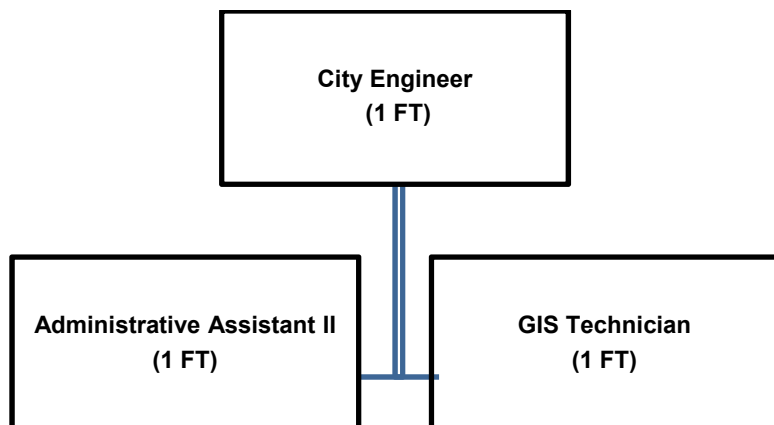 City Engineer
(1 FT)
Administrative Assistant II
(1 FT)
GIS Technician
(1 FT)